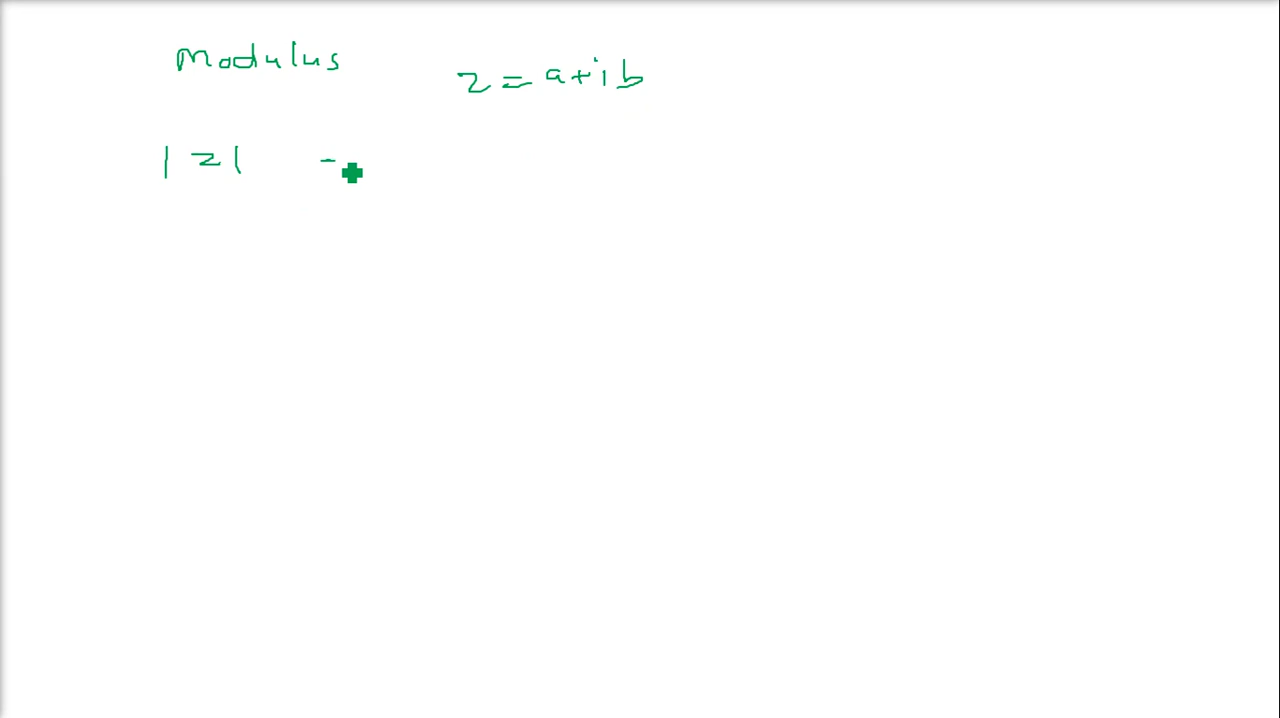 Modulus
z = a+ib
|z| -